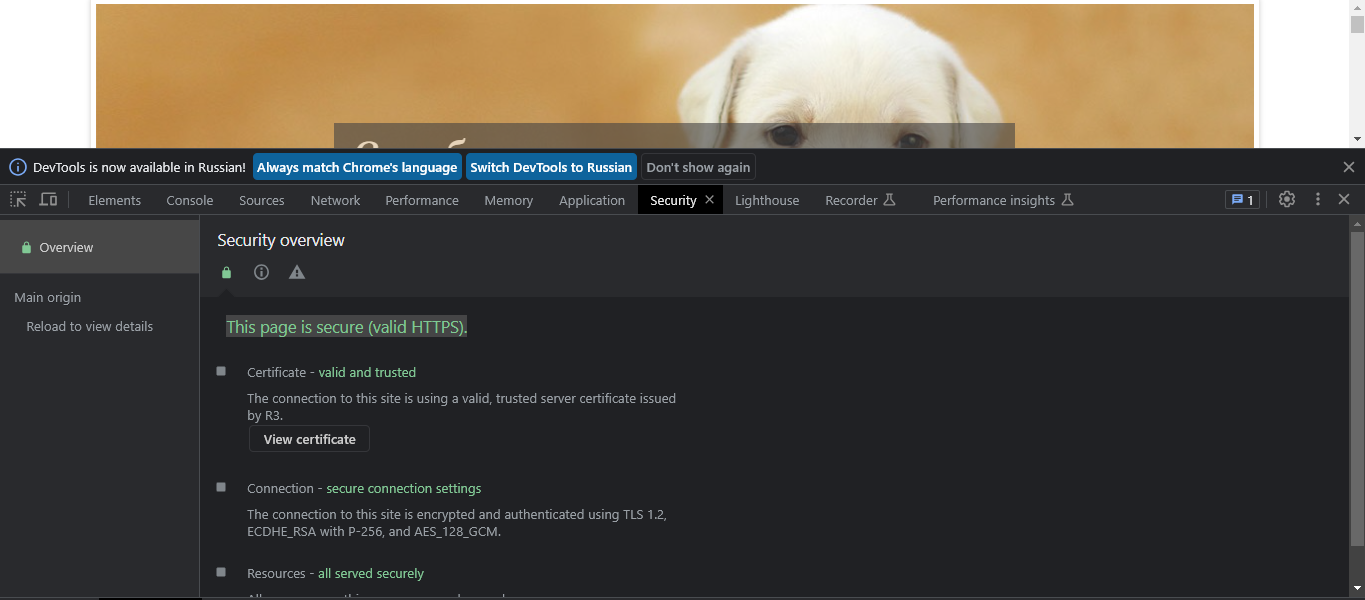 DevTools is now available in Russian! Always match Chrome's language Switch DevTools to Russian Don't show again
Elements Console Sources Network Performance Memory Application Security Lighthouse Recorder Performance insights 1
Overview
Main origin
Reload to view details
Security overview
This page is secure (valid HTTPS).
Certificate - valid and trusted
The connection to this site is using a valid, trusted server certificate issued
by R3.
View certificate
Connection - secure connection settings
The connection to this site is encrypted and authenticated using TLS 1.2,
ECDHE_RSA with P-256, and AES_128_GCM.
Resources - all served securely